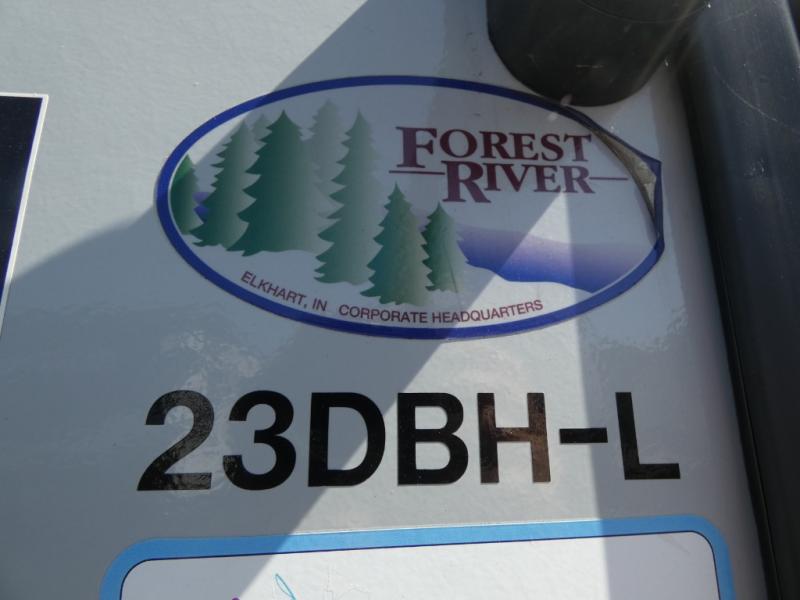 FOREST
RIVER
ELKHART, IN CORPORATE HEADQUARTERS
23DBH-L